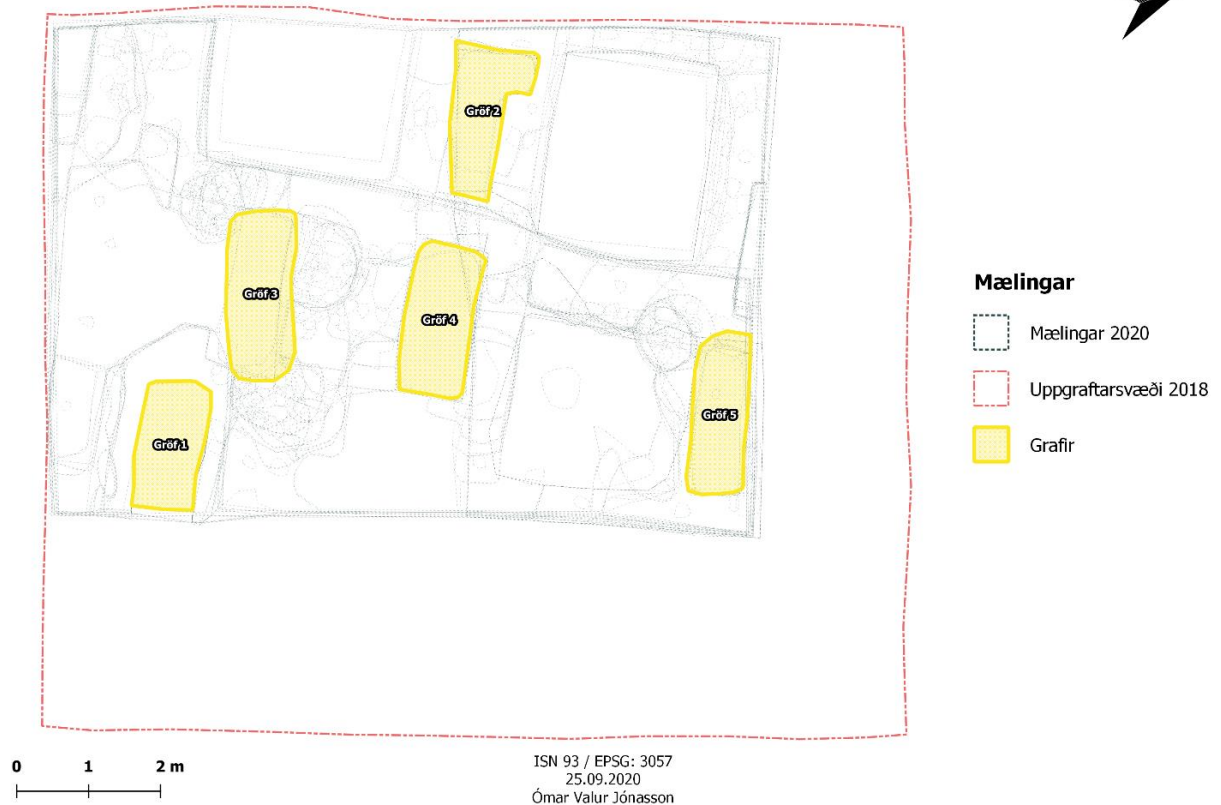 Gröf 2
Gröf 3
Gröf 4
Gröf 5
Gröf 1
Mælingar
Mælingar 2020
Uppgraftarsvæði 2018
Grafir
0 1 2 m
ISN 93 / EPSG: 3057
25.09.2020
Ómar Valur Jónasson